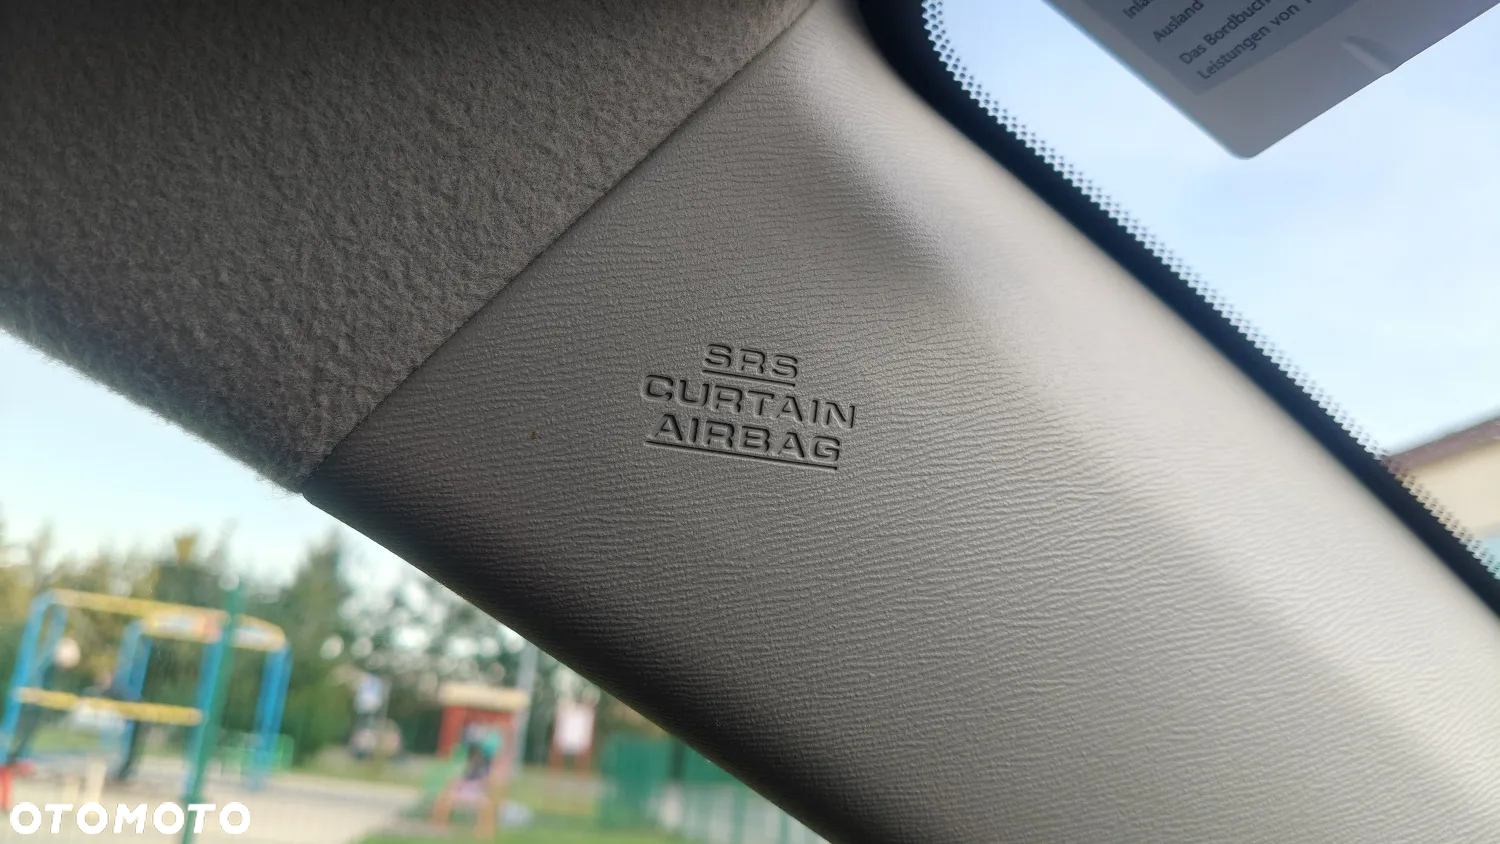 Ausland
Das Bordbuch
Leistungen von
SRS
CURTAIN
AIRBAG
OTOMOTO